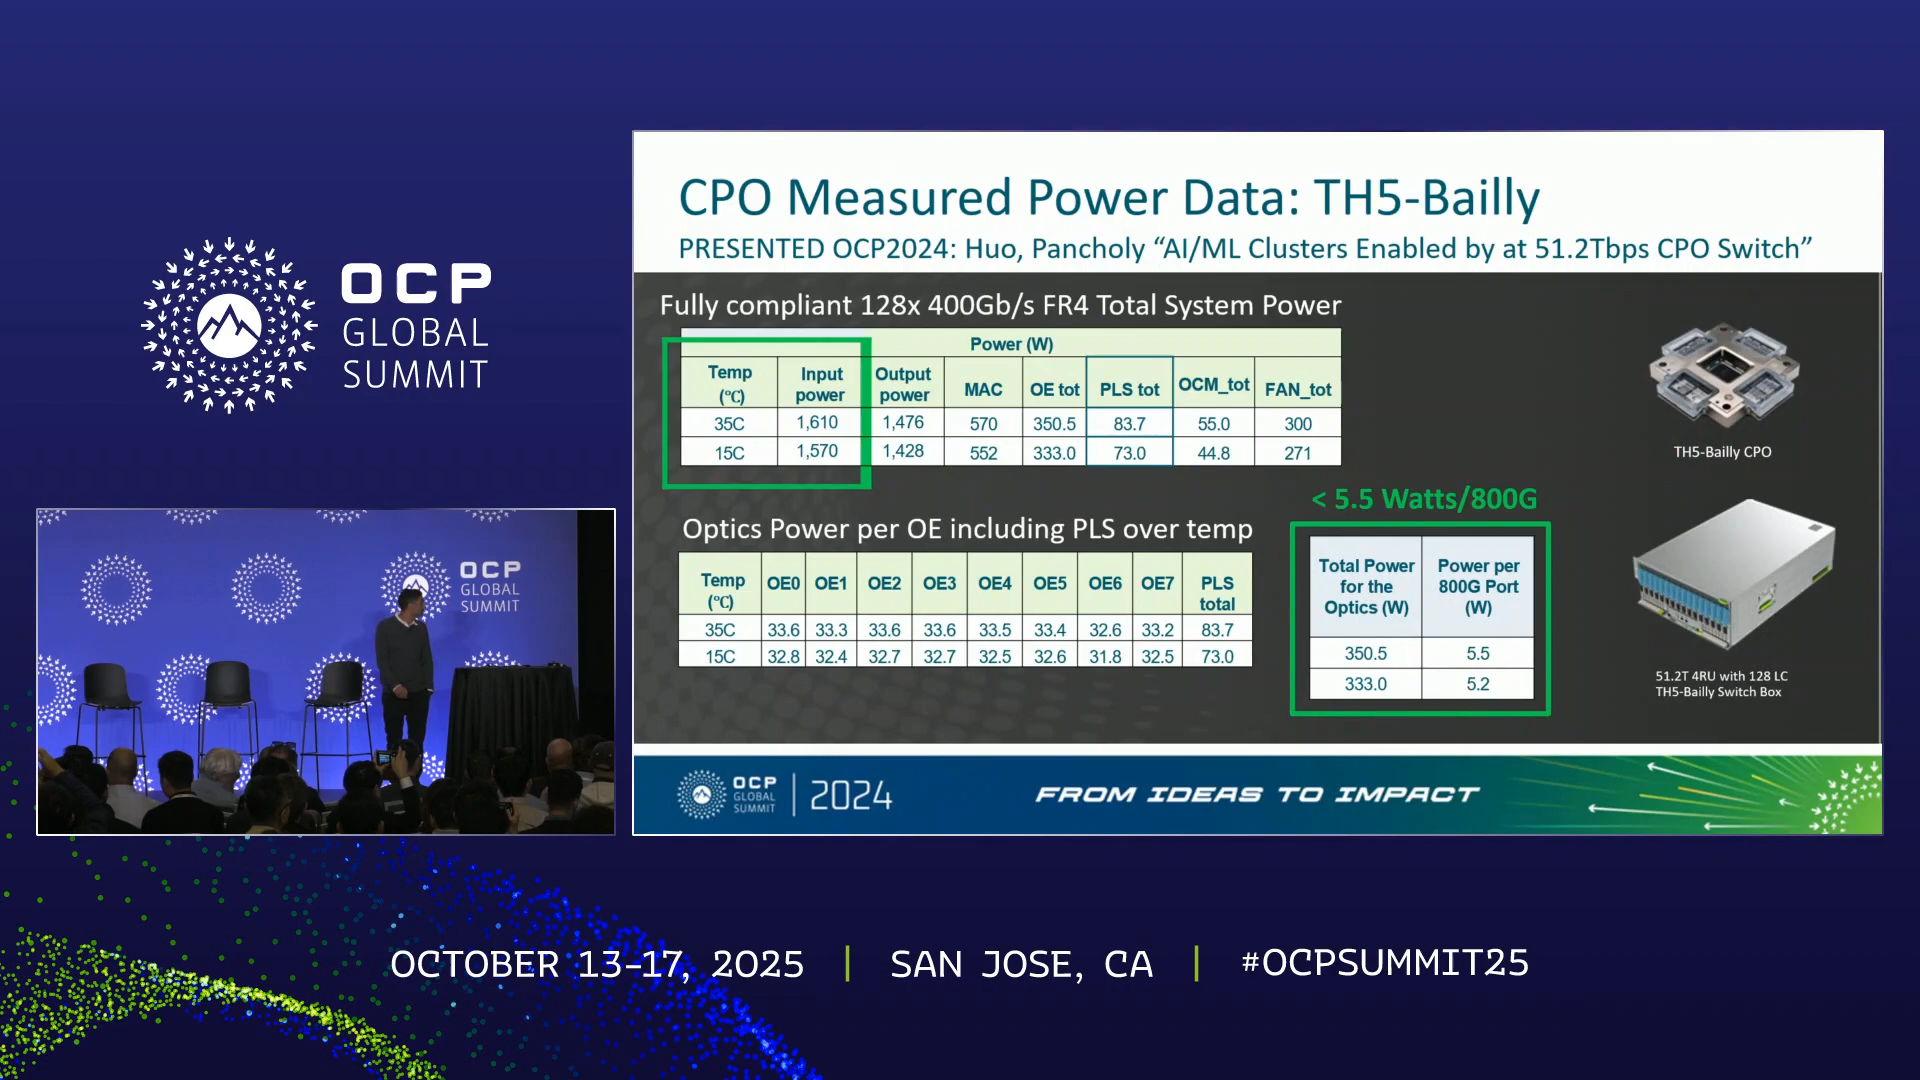 OCP
GLOBAL
SUMMIT
CPO Measured Power Data: TH5-Bailly
PRESENTED OCP2024: Huo, Pancholy “AI/ML Clusters Enabled by at 51.2Tbps CPO Switch”
Fully compliant 128x 400Gb/s FR4 Total System Power
Power (W)
Temp (℃) Input power Output power MAC OE tot PLS tot OCM_tot FAN_tot
35C 1,610 1,476 570 350.5 83.7 55.0 300
15C 1,570 1,428 552 333.0 73.0 44.8 271
TH5-Bailly CPO
Optics Power per OE including PLS over temp
Temp (℃) OE0 OE1 OE2 OE3 OE4 OE5 OE6 OE7 PLS total
35C 33.6 33.3 33.6 33.6 33.5 33.4 32.6 33.2 83.7
15C 32.8 32.4 32.7 32.7 32.5 32.6 31.8 32.5 73.0
< 5.5 Watts/800G
Total Power for the Optics (W) Power per 800G Port (W)
350.5 5.5
333.0 5.2
51.2T 4RU with 128 LC
TH5-Bailly Switch Box
OCP
GLOBAL
SUMMIT
2024
FROM IDEAS TO IMPACT
OCP
GLOBAL
SUMMIT
OCTOBER 13-17, 2025 | SAN JOSE, CA | #OCPSUMMIT25